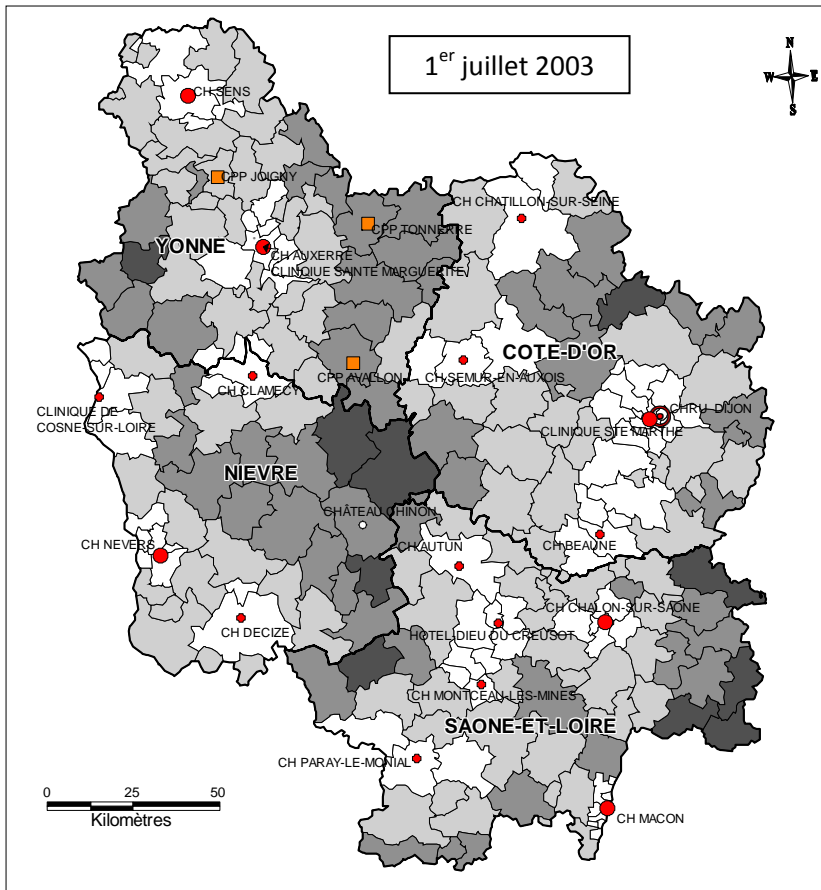 1er juillet 2003
N
W E
S
CH SENS
CPP JOIGNY
CH CHATILLON-SUR-SEINE
CPP TONNERRE
YONNE
CH AUXERRE
CLINIQUE SAINTE MARGUERITE
COTE-D'OR
CPP AVALLON
CH SEMUR-EN-AUXOIS
CH CLAMECY
CLINIQUE DE
COSNE-SUR-LOIRE
CHRU DIJON
CLINIQUE STE MARTHE
NIEVRE
CHÂTEAU CHINON
CH NEVERS
CH AUTUN
CH BEAUNE
CH CHALON-SUR-SAONE
CH DECIZE
HOTEL-DIEU DU CREUSOT
CH MONTCEAU-LES-MINES
SAONE-ET-LOIRE
CH PARAY-LE-MONIAL
0 25 50
Kilomètres
CH MACON